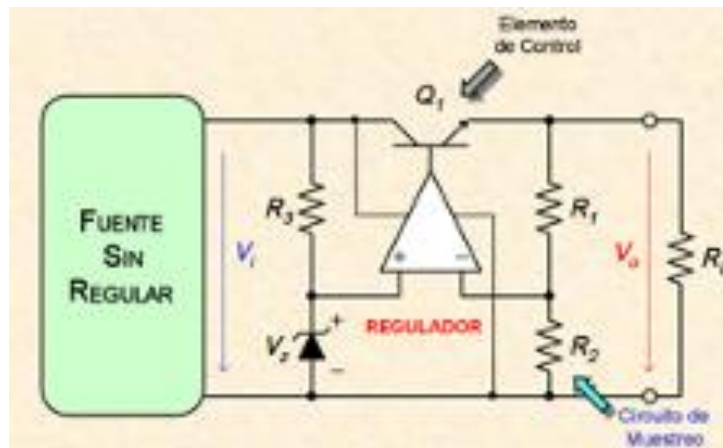 Elemento
de Control
Q1
FUENTE
SIN
REGULAR
Vi
R3
+
−
R1
Vo
Vz
+
−
REGULADOR
R2
Circuito de
Muestreo